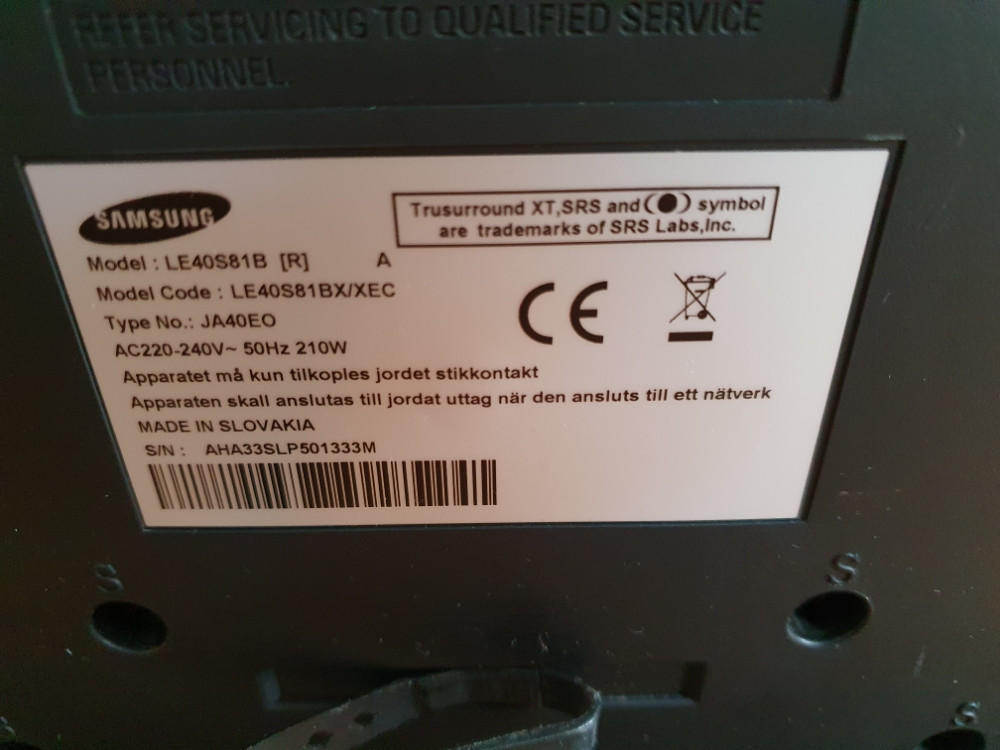 REFER SERVICING TO QUALIFIED SERVICE
PERSONNEL.
SAMSUNG
Trusurround XT,SRS and symbol
are trademarks of SRS Labs,Inc.
Model : LE40S81B [R] A
Model Code : LE40S81BX/XEC
Type No.: JA40EO
AC220-240V~ 50Hz 210W
Apparatet må kun tilkoples jordet stikkontakt
Apparaten skall anslutas till jordat uttag när den ansluts till ett nätverk
MADE IN SLOVAKIA
S/N : AHA33SLP501333M
CE
S
S
S